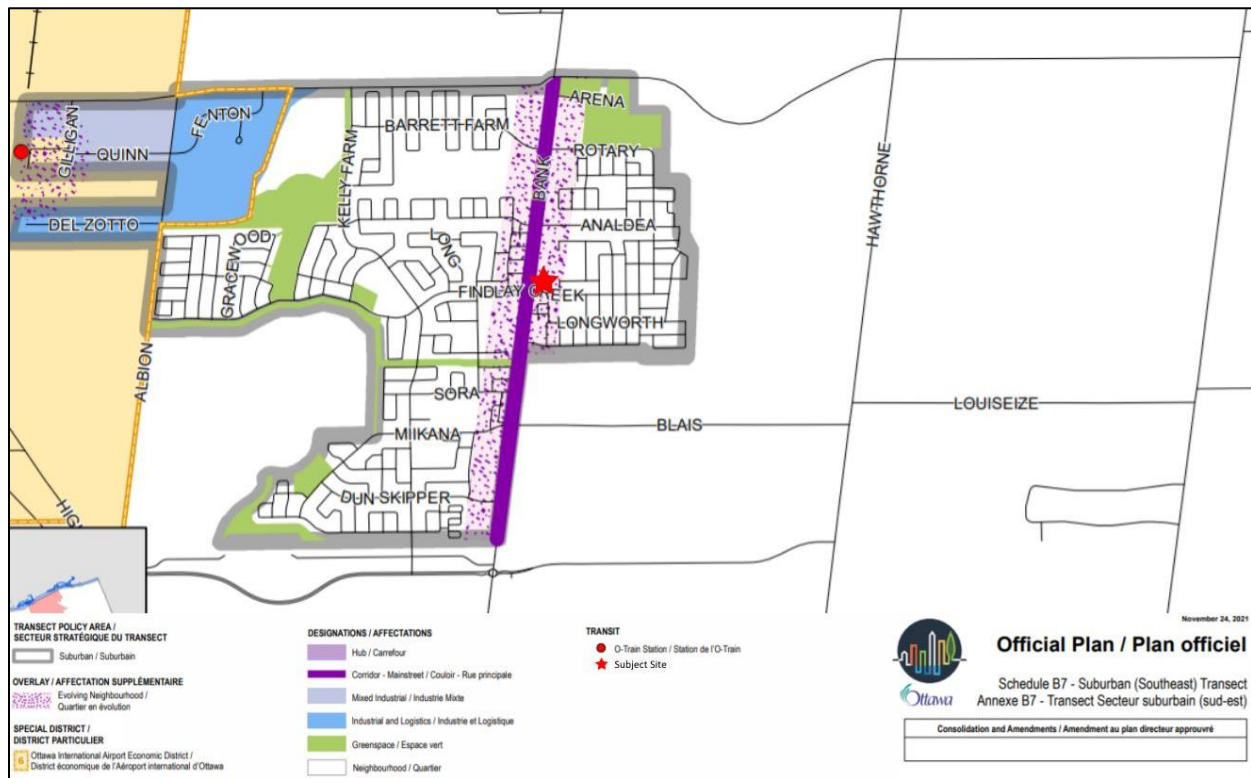 ARENA
FENTON
BARRETT FARM
GILLIGAN
QUINN
ROTARY
KELLY FARM
BANK
HAWTHORNE
DEL ZOTTO
ANALDEA
GRACEWOOD
LONG
FINDLAY CREEK
LONGWORTH
ALBION
SORA
LOUISEIZE
MIIKANA
BLAIS
DUN SKIPPER
HIG
November 24, 2021
TRANSECT POLICY AREA /
SECTEUR STRATÉGIQUE DU TRANSECT
Suburban / Suburbain
OVERLAY / AFFECTATION SUPPLÉMENTAIRE
Evolving Neighbourhood /
Quartier en évolution
SPECIAL DISTRICT /
DISTRICT PARTICULIER
6
Ottawa International Airport Economic District /
District économique de l'Aéroport international d'Ottawa
DESIGNATIONS / AFFECTATIONS
Hub / Carrefour
Corridor - Mainstreet / Couloir - Rue principale
Mixed Industrial / Industrie Mixte
Industrial and Logistics / Industrie et Logistique
Greenspace / Espace vert
Neighbourhood / Quartier
TRANSIT
O-Train Station / Station de l'O-Train
Subject Site
Ottawa
Official Plan / Plan officiel
Schedule B7 - Suburban (Southeast) Transect
Annexe B7 - Transect Secteur suburbain (sud-est)
Consolidation and Amendments / Amendment au plan directeur approuvré